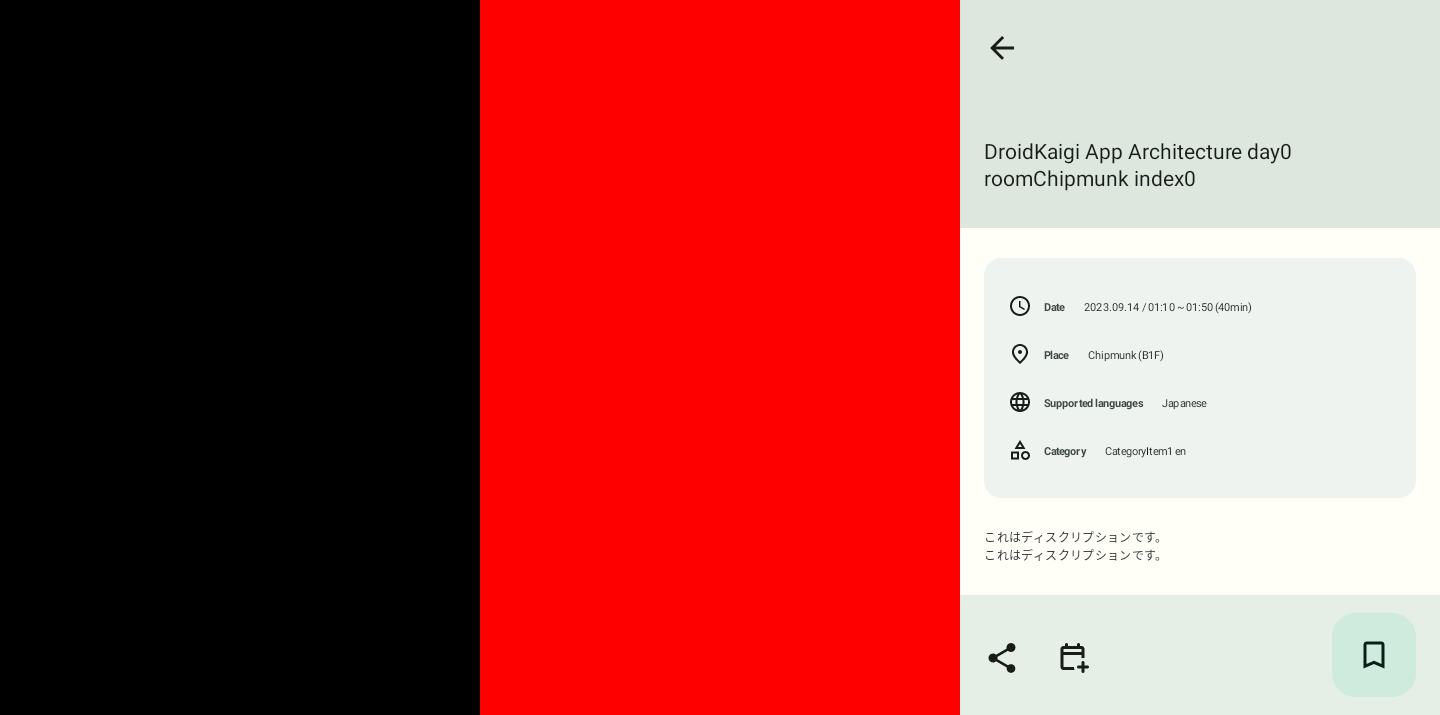 DroidKaigi App Architecture day0
roomChipmunk index0
Date 2023.09.14 / 01:10 ~ 01:50 (40min)
Place Chipmunk (B1F)
Supported languages Japanese
Category CategoryItem1 en
これはディスクリプションです。
これはディスクリプションです。